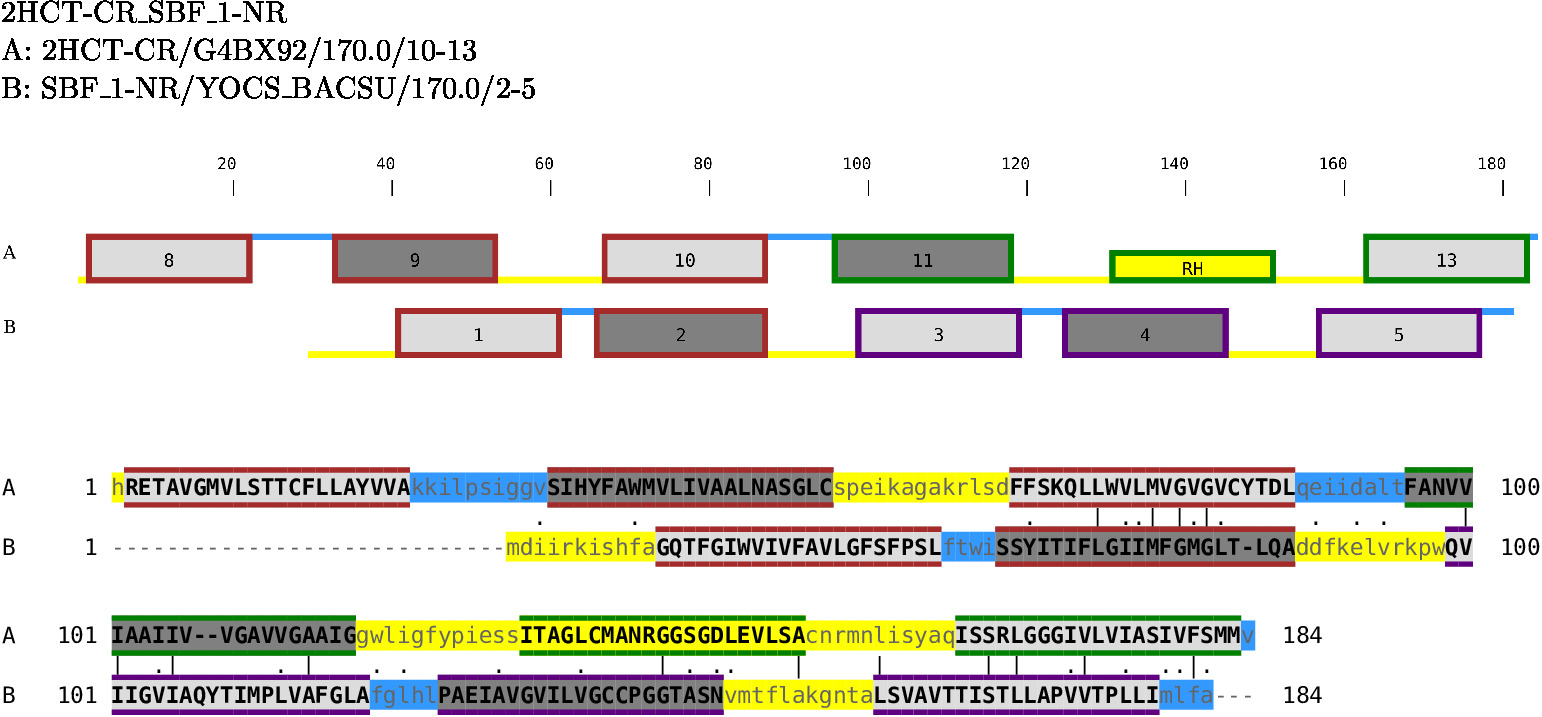 2HCT-CR_SBF_1-NR
A: 2HCT-CR/G4BX92/170.0/10-13
B: SBF_1-NR/YOCS_BACSU/170.0/2-5
20 40 60 80 100 120 140 160 180
A 8 9 10 11 RH 13
B 1 2 3 4 5
A 1 hRETAVGMVLSTTCFLLAYVVAkkilpsiggvSIHYFAWMVLIVAALNASGLCspeikagakrlsdFFSKQLLWVLMVGVGVCYTDLqeiidaltFANVV 100
B 1 -----------------------------mdiirkishfaGQTFGIWVIVFAVLGFSFPSLftwiSSYITIFLGIIMFGMGLT-LQAddfkelvrkpwQV 100
A 101 IAAIIV--VGAVVGAAIGgwligfypiessITAGLCMANRGGSGDLEVLSAcnrmnlisyaqISSRLGGGIVLVIASIVFSMMv 184
B 101 IIGVIAQYTIMPLVAFGLAfglhlPAEIAVGVILVGCCPGGTASNvmtflakgntaLSVAVTTISTLLAPVVTPLLImlfa--- 184